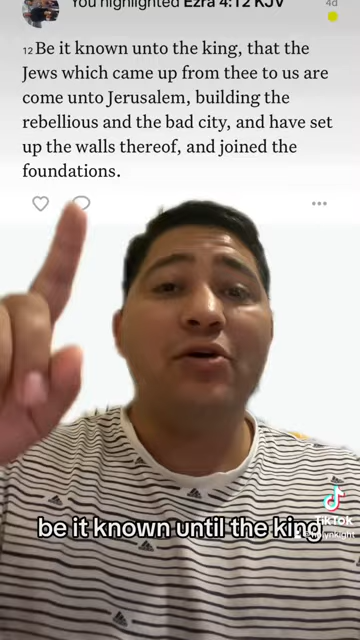 You highlighted Ezra 4:12 KJV
4d
12 Be it known unto the king, that the
Jews which came up from thee to us are
come unto Jerusalem, building the
rebellious and the bad city, and have set
up the walls thereof, and joined the
foundations.
be it known until the king
TikTok